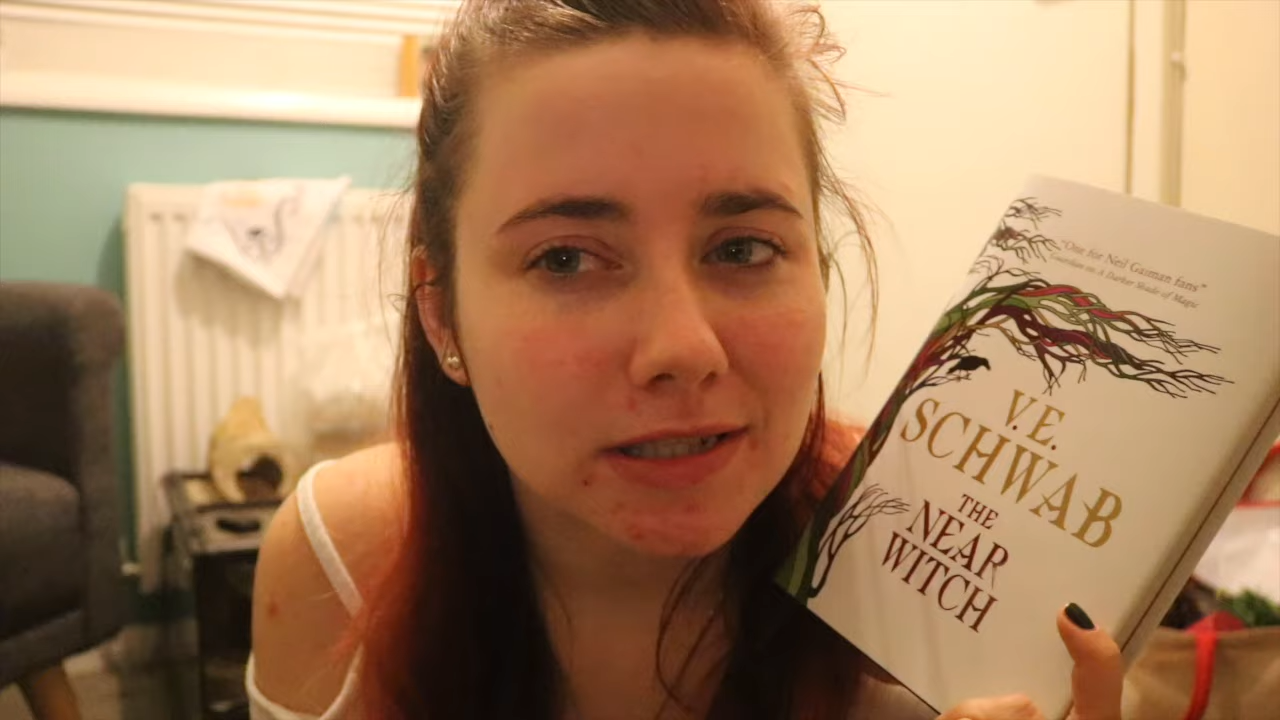 "One for Neil Gaiman fans"
Guardian on A Darker Shade of Magic
V.E.
SCHWAB
THE
NEAR
WITCH